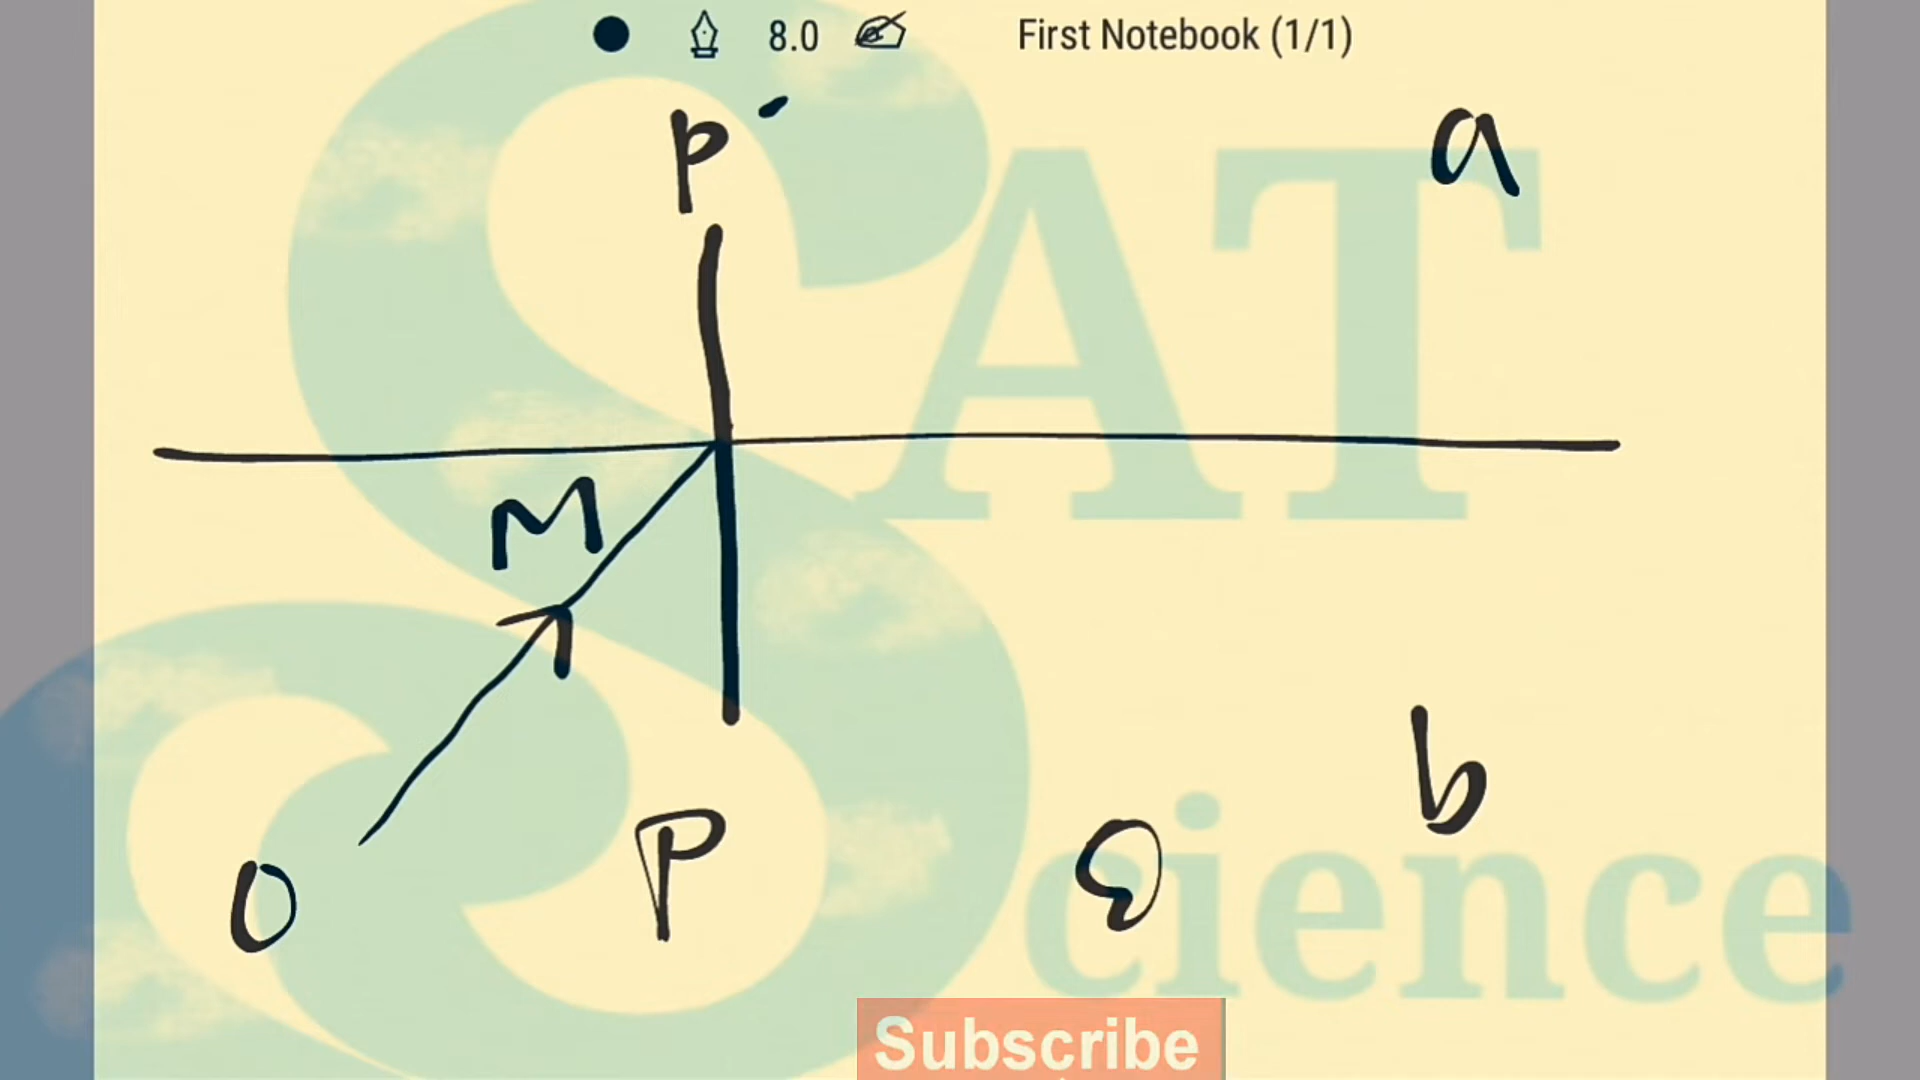 8.0 First Notebook (1/1)
P'
a
SAT
M
b
O P Q
Science
Subscribe